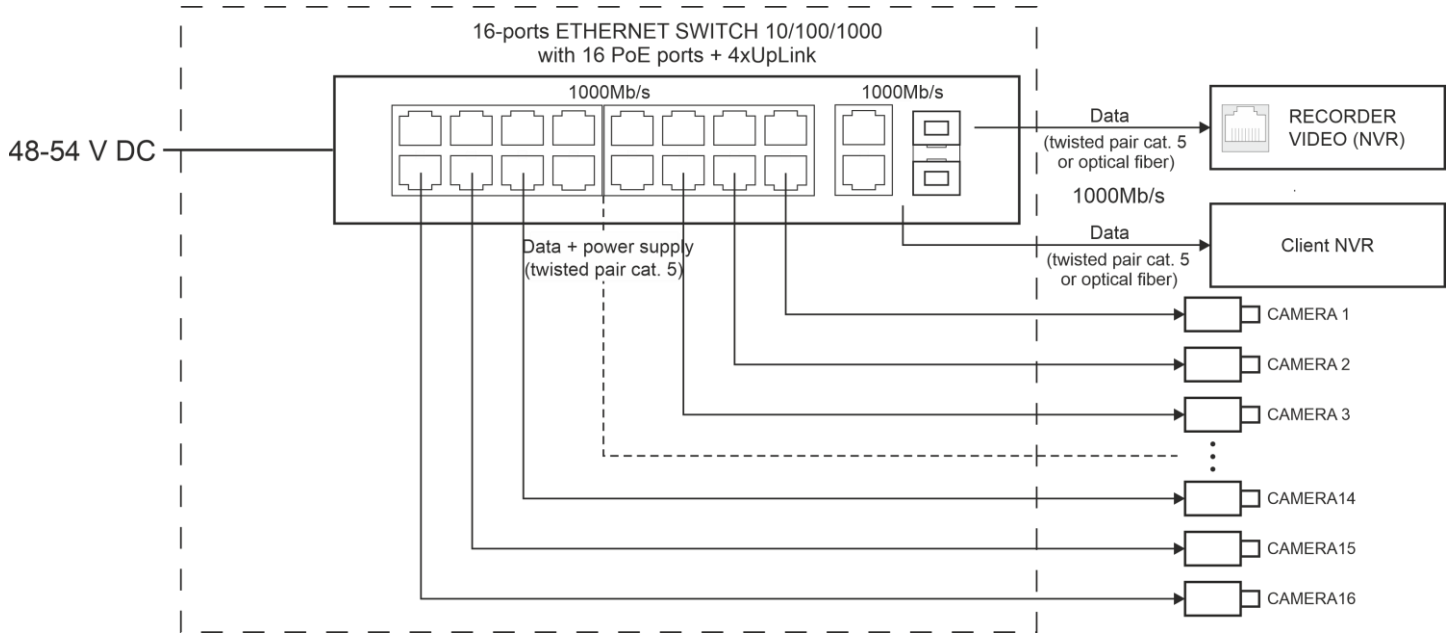 16-ports ETHERNET SWITCH 10/100/1000
with 16 PoE ports + 4xUpLink
1000Mb/s
1000Mb/s
48-54 V DC
Data
(twisted pair cat. 5
or optical fiber)
RECORDER
VIDEO (NVR)
1000Mb/s
Data + power supply
(twisted pair cat. 5)
Data
(twisted pair cat. 5
or optical fiber)
Client NVR
CAMERA 1
CAMERA 2
CAMERA 3
CAMERA14
CAMERA15
CAMERA16